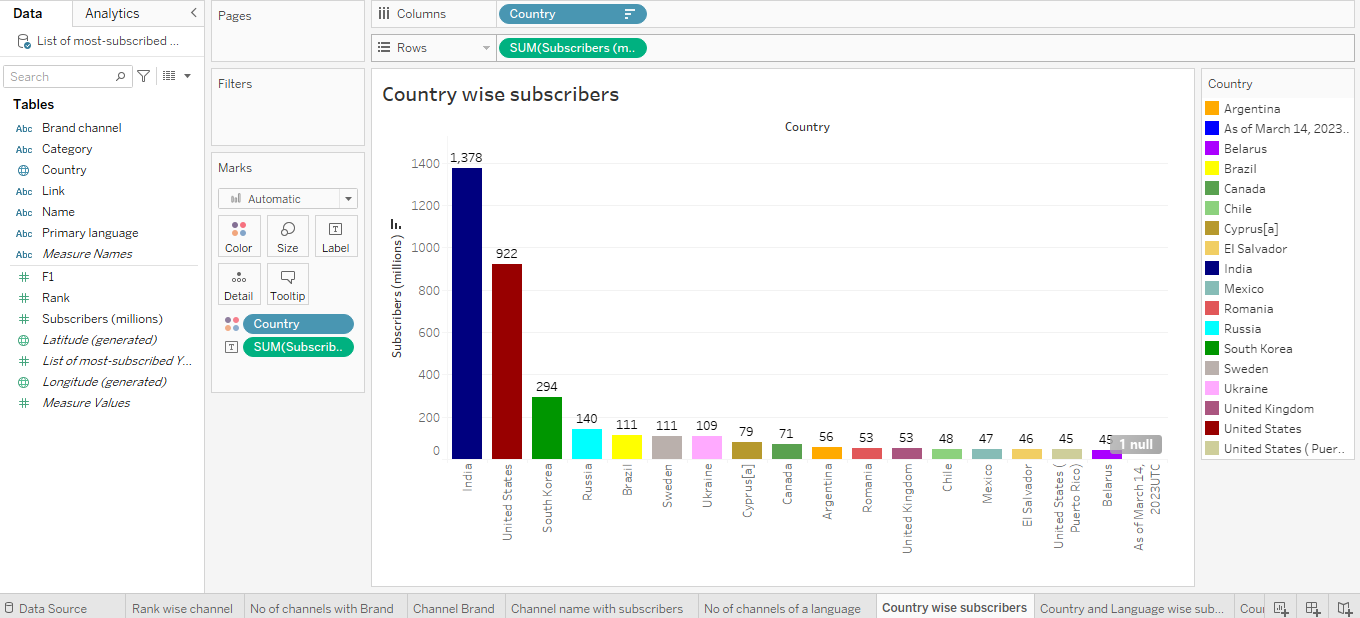 Data
Analytics
List of most-subscribed ...
Search
Tables
Abc Brand channel
Abc Category
Country
Abc Link
Abc Name
Abc Primary language
Abc Measure Names
F1
Rank
Subscribers (millions)
Latitude (generated)
List of most-subscribed Y...
Longitude (generated)
Measure Values
Pages
Filters
Marks
Automatic
Color
Size
T
Label
Detail
Tooltip
Country
T
SUM(Subscrib..
Columns
Country
Rows
SUM(Subscribers (m..
Country wise subscribers
Country
Subscribers (millions)
1400
1200
1000
800
600
400
200
0
1,378
922
294
140
111
111
109
79
71
56
53
53
48
47
46
45
45
1 null
India
United States
South Korea
Russia
Brazil
Sweden
Ukraine
Cyprus[a]
Canada
Argentina
Romania
United Kingdom
Chile
Mexico
El Salvador
United States (
Puerto Rico)
Belarus
As of March 14,
2023UTC
Country
Argentina
As of March 14, 2023..
Belarus
Brazil
Canada
Chile
Cyprus[a]
El Salvador
India
Mexico
Romania
Russia
South Korea
Sweden
Ukraine
United Kingdom
United States
United States ( Puer..
Data Source
Rank wise channel
No of channels with Brand
Channel Brand
Channel name with subscribers
No of channels of a language
Country wise subscribers
Country and Language wise sub...
Cour